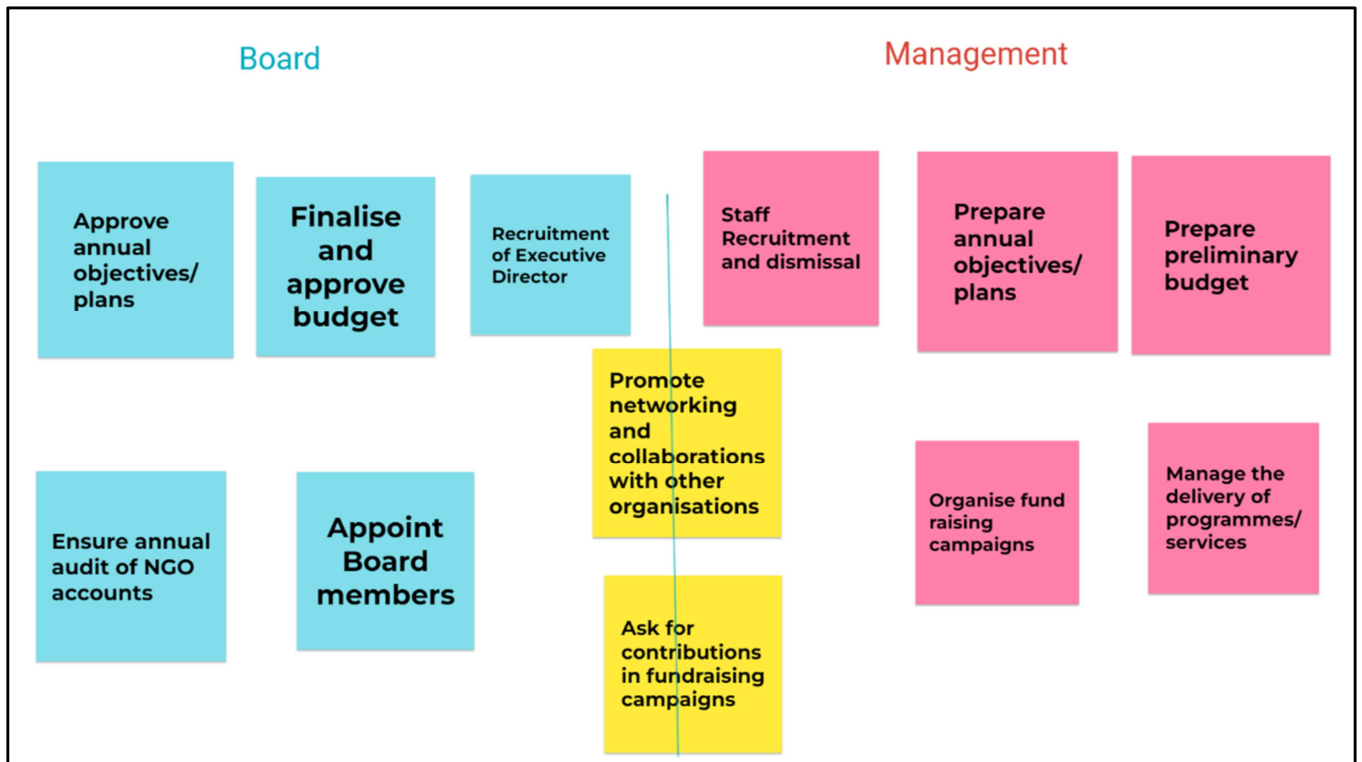 Board
Management
Approve
annual
objectives/
plans
Finalise
and
approve
budget
Recruitment
of Executive
Director
Staff
Recruitment
and dismissal
Prepare
annual
objectives/
plans
Prepare
preliminary
budget
Promote
networking
and
collaborations
with other
organisations
Ensure annual
audit of NGO
accounts
Appoint
Board
members
Organise fund
raising
campaigns
Manage the
delivery of
programmes/
services
Ask for
contributions
in fundraising
campaigns